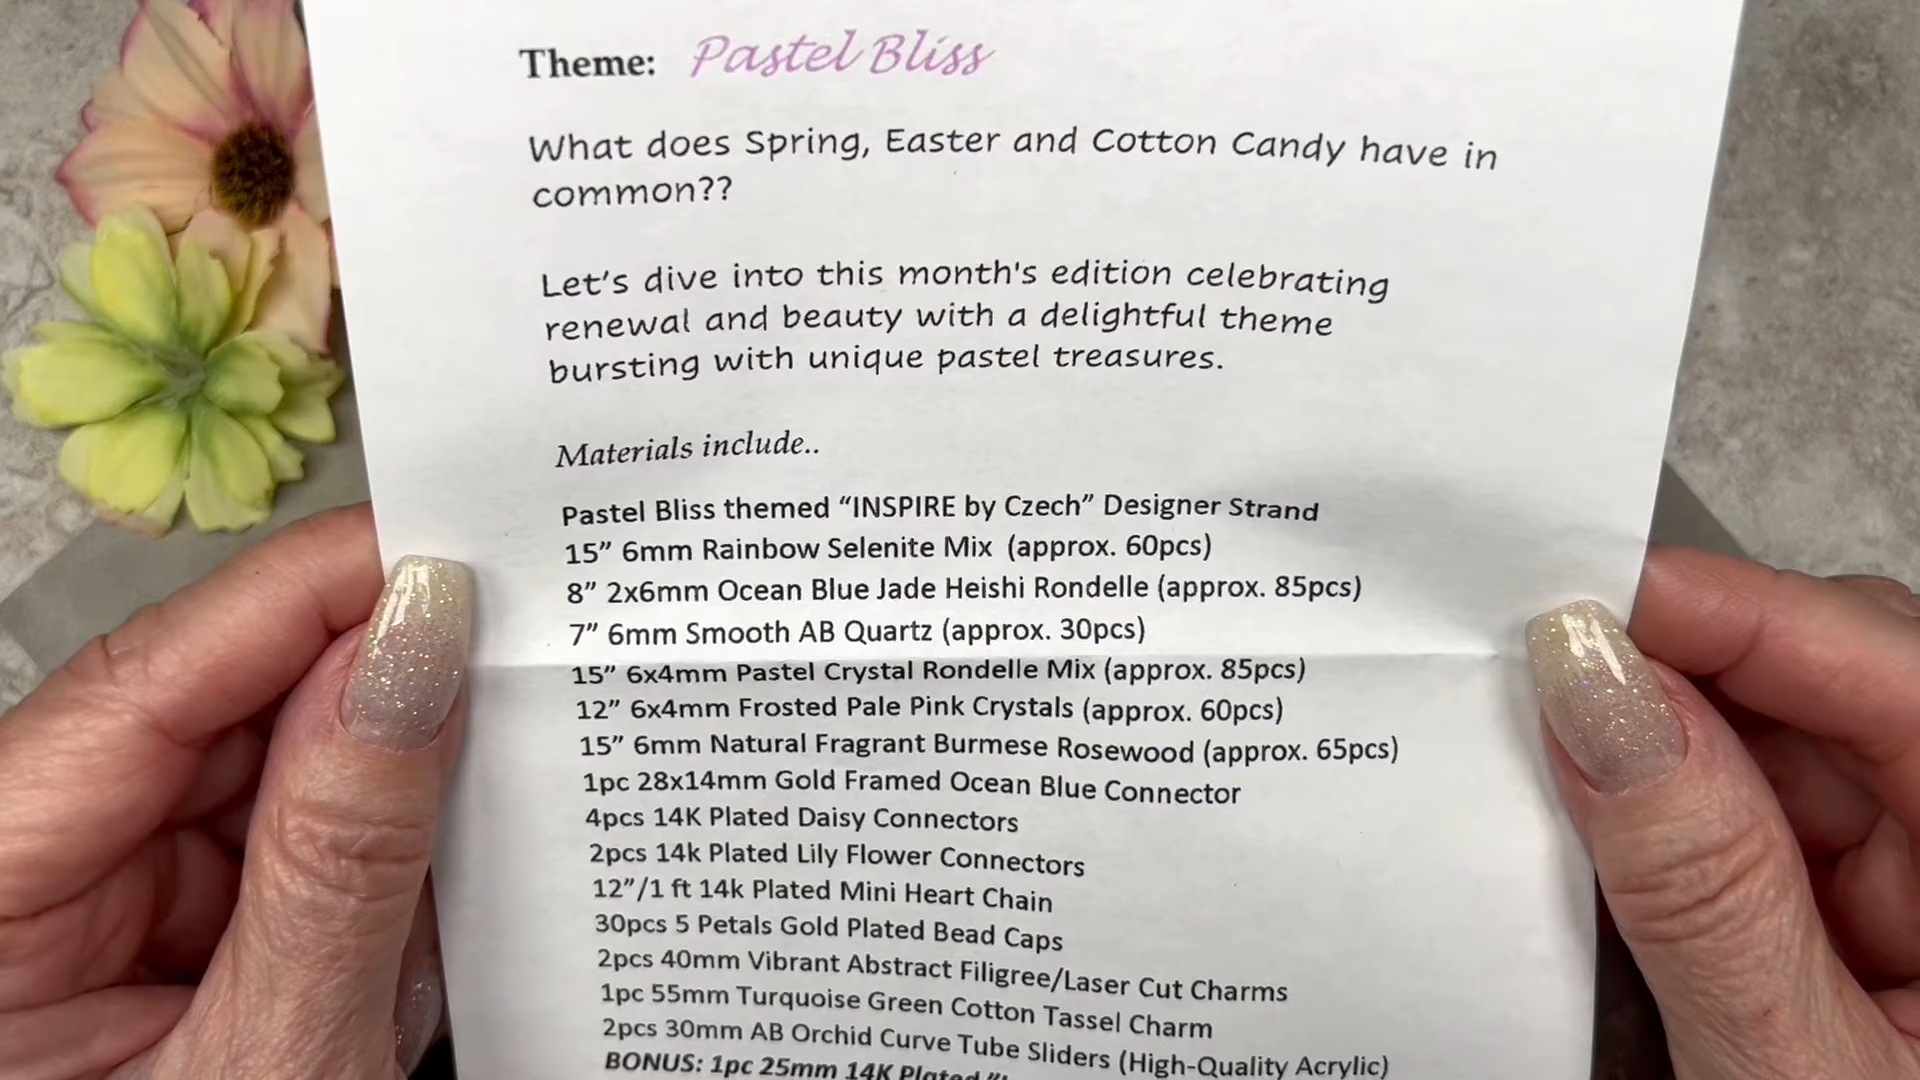 Theme: Pastel Bliss
What does Spring, Easter and Cotton Candy have in
common??
Let's dive into this month's edition celebrating
renewal and beauty with a delightful theme
bursting with unique pastel treasures.
Materials include..
Pastel Bliss themed “INSPIRE by Czech” Designer Strand
15” 6mm Rainbow Selenite Mix (approx. 60pcs)
8” 2x6mm Ocean Blue Jade Heishi Rondelle (approx. 85pcs)
7” 6mm Smooth AB Quartz (approx. 30pcs)
15” 6x4mm Pastel Crystal Rondelle Mix (approx. 85pcs)
12” 6x4mm Frosted Pale Pink Crystals (approx. 60pcs)
15” 6mm Natural Fragrant Burmese Rosewood (approx. 65pcs)
1pc 28x14mm Gold Framed Ocean Blue Connector
4pcs 14K Plated Daisy Connectors
2pcs 14k Plated Lily Flower Connectors
12”/1 ft 14k Plated Mini Heart Chain
30pcs 5 Petals Gold Plated Bead Caps
2pcs 40mm Vibrant Abstract Filigree/Laser Cut Charms
1pc 55mm Turquoise Green Cotton Tassel Charm
2pcs 30mm AB Orchid Curve Tube Sliders (High-Quality Acrylic)
BONUS: 1pc 25mm 14K Plated